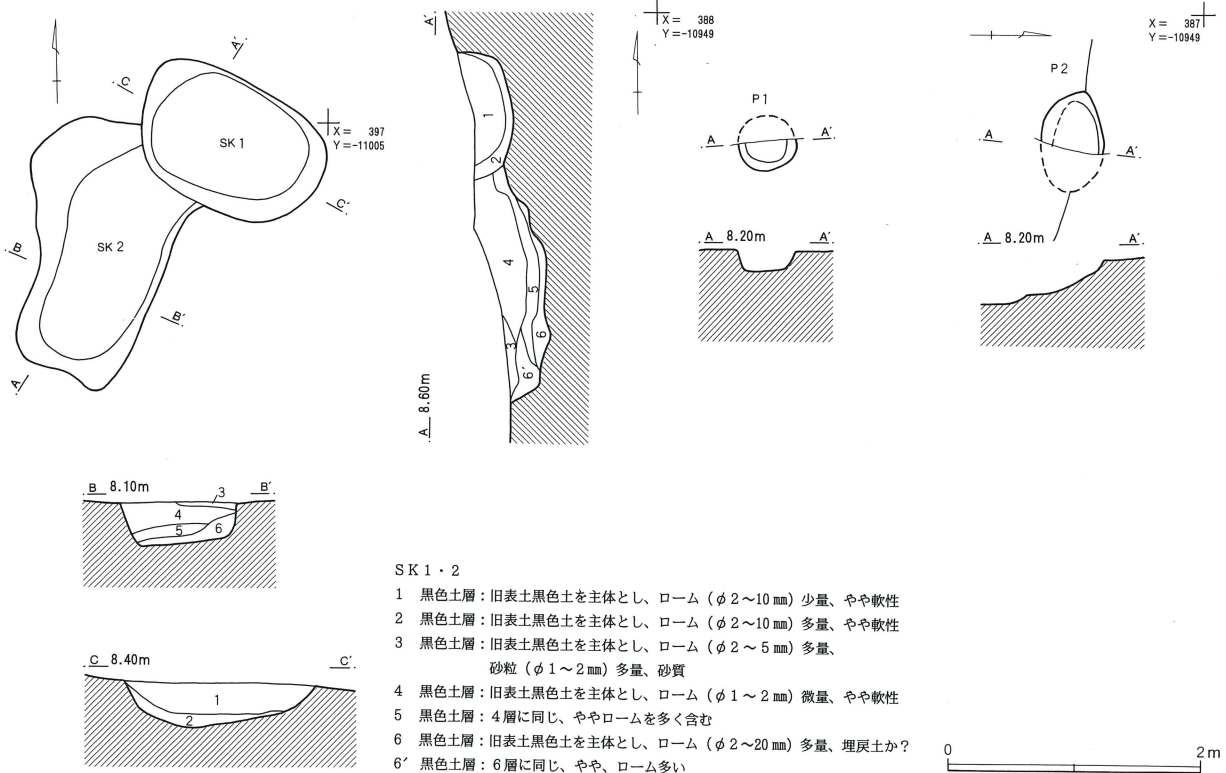 A′
C
SK 1
X = 397
Y = -11005
C′
SK 2
B
B′
A
A′
1
2
4
5
3
6
6′
A 8.60m
X = 388
Y = -10949
P 1
A
A′
A 8.20m
A′
X = 387
Y = -10949
P 2
A
A′
A 8.20m
A′
B 8.10m
B′
3
4
5
6
C 8.40m
C′
1
2
SK1・2
1 黒色土層：旧表土黒色土を主体とし、ローム（φ2～10㎜）少量、やや軟性
2 黒色土層：旧表土黒色土を主体とし、ローム（φ2～10㎜）多量、やや軟性
3 黒色土層：旧表土黒色土を主体とし、ローム（φ2～5㎜）多量、
砂粒（φ1～2㎜）多量、砂質
4 黒色土層：旧表土黒色土を主体とし、ローム（φ1～2㎜）微量、やや軟性
5 黒色土層：4層に同じ、ややロームを多く含む
6 黒色土層：旧表土黒色土を主体とし、ローム（φ2～20㎜）多量、埋戻土か？
6′ 黒色土層：6層に同じ、やや、ローム多い
0
2m